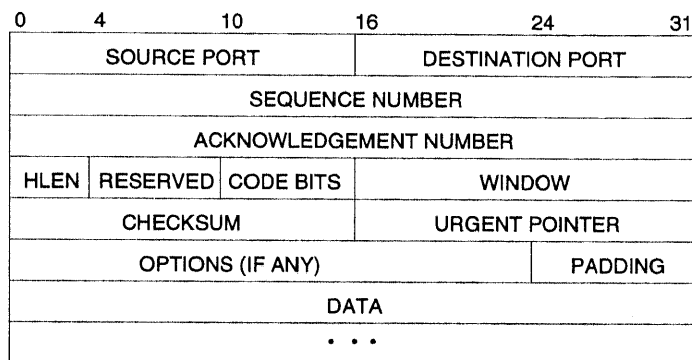 0 4 10 16 24 31
SOURCE PORT DESTINATION PORT
SEQUENCE NUMBER
ACKNOWLEDGEMENT NUMBER
HLEN RESERVED CODE BITS WINDOW
CHECKSUM URGENT POINTER
OPTIONS (IF ANY) PADDING
DATA
• • •